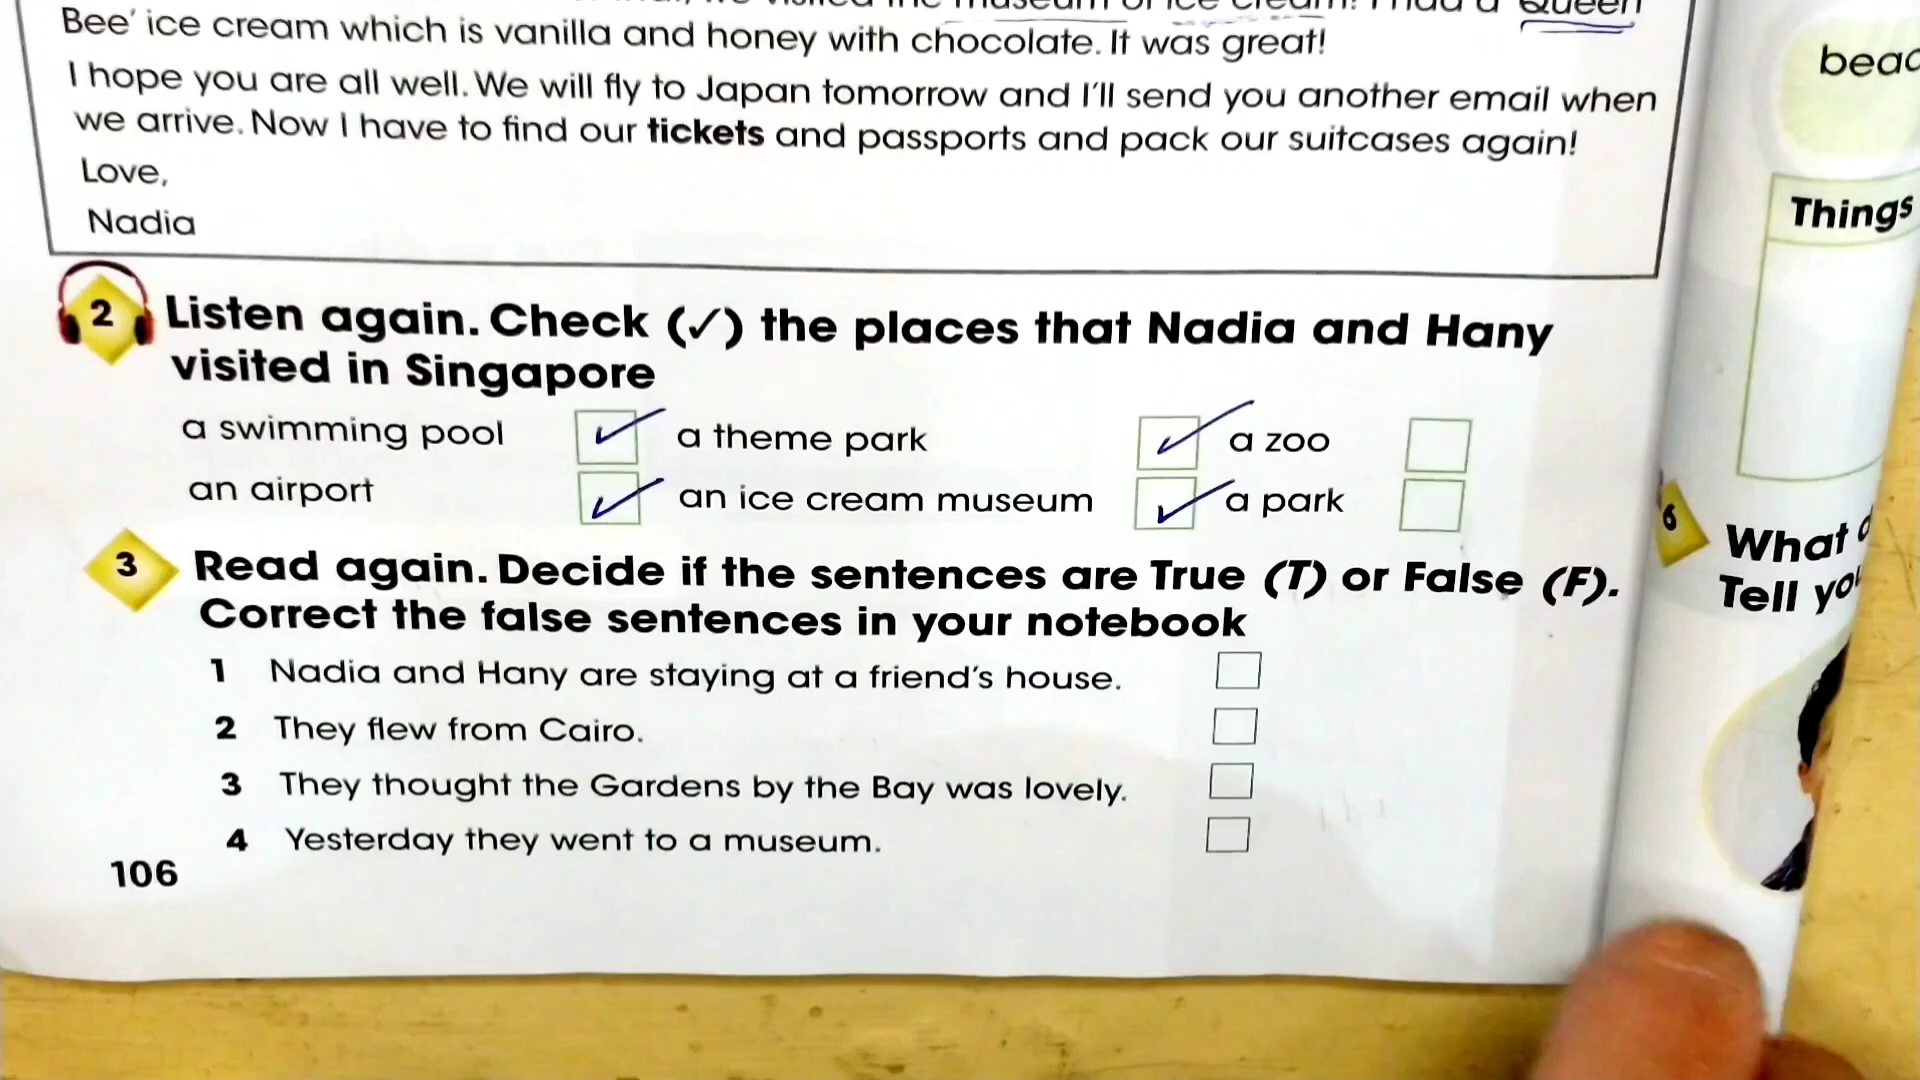 Queen
Bee' ice cream which is vanilla and honey with chocolate. It was great!
I hope you are all well. We will fly to Japan tomorrow and I'll send you another email when
we arrive. Now I have to find our tickets and passports and pack our suitcases again!
Love,
Nadia
2 Listen again. Check (✓) the places that Nadia and Hany
visited in Singapore
a swimming pool ✓ a theme park ✓ a zoo
an airport ✓ an ice cream museum ✓ a park
3 Read again. Decide if the sentences are True (T) or False (F).
Correct the false sentences in your notebook
1 Nadia and Hany are staying at a friend's house.
2 They flew from Cairo.
3 They thought the Gardens by the Bay was lovely.
4 Yesterday they went to a museum.
106
Things
6 What
Tell